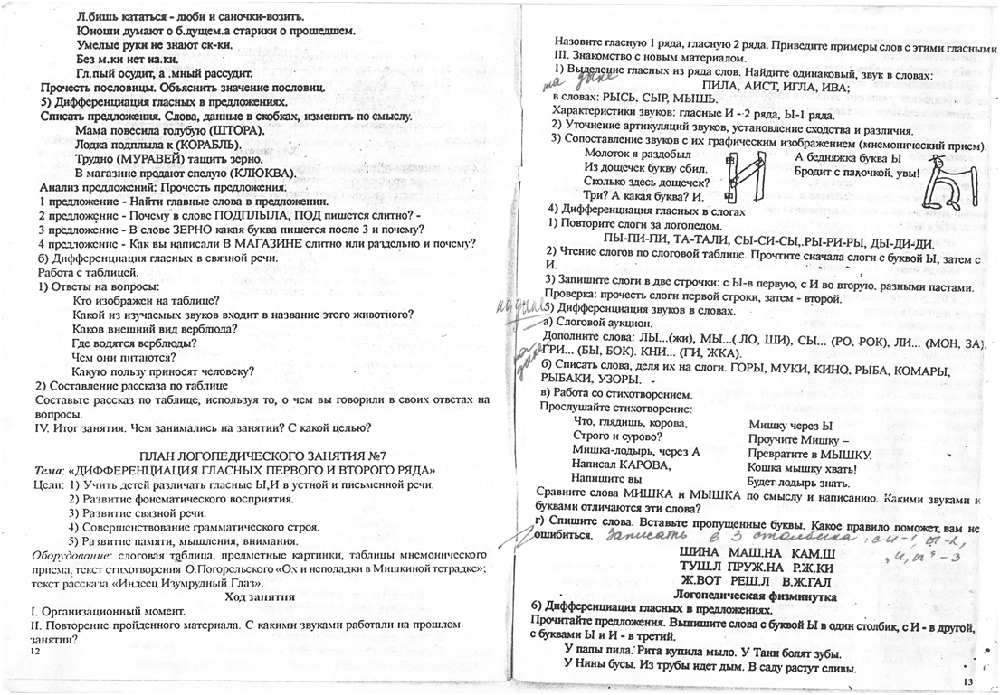 Л.бишь кататься - люби и саночки-возить.
Юноши думают о б.дущем.а старики о прошедшем.
Умелые руки не знают ск-ки.
Без м.ки нет на.ки.
Гл.пый осудит, а .мный рассудит.
Прочесть пословицы. Объяснить значение пословиц.
5) Дифференциация гласных в предложениях.
Списать предложения. Слова, данные в скобках, изменить по смыслу.
Мама повесила голубую (ШТОРА).
Лодка подплыла к (КОРАБЛЬ).
Трудно (МУРАВЕЙ) тащить зерно.
В магазине продают спелую (КЛЮКВА).
Анализ предложений: Прочесть предложения.
1 предложение - Найти главные слова в предложении.
2 предложение - Почему в слове ПОДПЛЫЛА, ПОД пишется слитно? -
3 предложение - В слове ЗЕРНО какая буква пишется после З и почему?
4 предложение - Как вы написали В МАГАЗИНЕ слитно или раздельно и почему?
б) Дифференциация гласных в связной речи.
Работа с таблицей.
1) Ответы на вопросы:
Кто изображен на таблице?
Какой из изучаемых звуков входит в название этого животного?
Каков внешний вид верблюда?
Где водятся верблюды?
Чем они питаются?
Какую пользу приносят человеку?
2) Составление рассказа по таблице
Составьте рассказ по таблице, используя то, о чем вы говорили в своих ответах на
вопросы.
IV. Итог занятия. Чем занимались на занятии? С какой целью?
ПЛАН ЛОГОПЕДИЧЕСКОГО ЗАНЯТИЯ №7
Тема: «ДИФФЕРЕНЦИАЦИЯ ГЛАСНЫХ ПЕРВОГО И ВТОРОГО РЯДА»
Цели: 1) Учить детей различать гласные Ы,И в устной и письменной речи.
2) Развитие фонематического восприятия.
3) Развитие связной речи.
4) Совершенствование грамматического строя.
5) Развитие памяти, мышления, внимания.
Оборудование: слоговая таблица, предметные картинки, таблицы мнемонического
приема, текст стихотворения О.Погорельского «Ох и неполадки в Мишкиной тетрадке»;
текст рассказа «Индеец Изумрудный Глаз».
Ход занятия
I. Организационный момент.
II. Повторение пройденного материала. С какими звуками работали на прошлом
занятии?
12
Назовите гласную 1 ряда, гласную 2 ряда. Приведите примеры слов с этими гласными
III. Знакомство с новым материалом.
1) Выделение гласных из ряда слов. Найдите одинаковый, звук в словах:
ПИЛА, АИСТ, ИГЛА, ИВА;
в словах: РЫСЬ, СЫР, МЫШЬ.
Характеристики звуков: гласные И -2 ряда, Ы-1 ряда.
2) Уточнение артикуляций звуков, установление сходства и различия.
3) Сопоставление звуков с их графическим изображением (мнемонический прием).
Молоток я раздобыл
Из дощечек букву сбил.
Сколько здесь дощечек?
Три? А какая буква? И.
А бедняжка буква Ы
Бродит с палочкой, увы!
4) Дифференциация гласных в слогах
1) Повторите слоги за логопедом.
ПЫ-ПИ-ПИ, ТА-ТАЛИ, СЫ-СИ-СЫ,.РЫ-РИ-РЫ, ДЫ-ДИ-ДИ.
2) Чтение слогов по слоговой таблице. Прочтите сначала слоги с буквой Ы, затем с
И.
3) Запишите слоги в две строчки: с Ы-в первую, с И во вторую. разными пастами.
Проверка: прочесть слоги первой строки, затем - второй.
5) Дифференциация звуков в словах.
а) Слоговой аукцион.
Дополните слова: ЛЫ...(жи), МЫ...(.ЛО, ШИ), СЫ... (РО, РОК), ЛИ... (МОН, ЗА),
ГРИ... (БЫ, БОК). КНИ... (ГИ, ЖКА).
б) Списать слова, деля их на слоги. ГОРЫ, МУКИ, КИНО, РЫБА, КОМАРЫ,
РЫБАКИ, УЗОРЫ. -
в) Работа со стихотворением.
Прослушайте стихотворение:
Что, глядишь, корова,
Строго и сурово?
Мишка-лодырь, через А
Написал КАРОВА,
Напишите вы
Мишку через Ы
Проучите Мишку –
Превратите в МЫШКУ.
Кошка мышку хвать!
Будет лодырь знать.
Сравните слова МИШКА и МЫШКА по смыслу и написанию. Какими звуками и
буквами отличаются эти слова?
г) Спишите слова. Вставьте пропущенные буквы. Какое правило поможет, вам не
ошибиться. Записать в 3 столбика, с и-1, ы-2,
„и,ы"-3
ШИНА МАШ.НА КАМ.Ш
ТУШ.Л ПРУЖ.НА Р.Ж.КИ
Ж.ВОТ РЕШ.Л В.Ж.ГАЛ
Логопедическая физминутка
6) Дифференциация гласных в предложениях.
Прочитайте предложения. Выпишите слова с буквой Ы в один столбик, с И - в другой,
с буквами Ы и И - в третий.
У папы пила. Рита купила мыло. У Тани болят зубы.
У Нины бусы. Из трубы идет дым. В саду растут сливы.
13